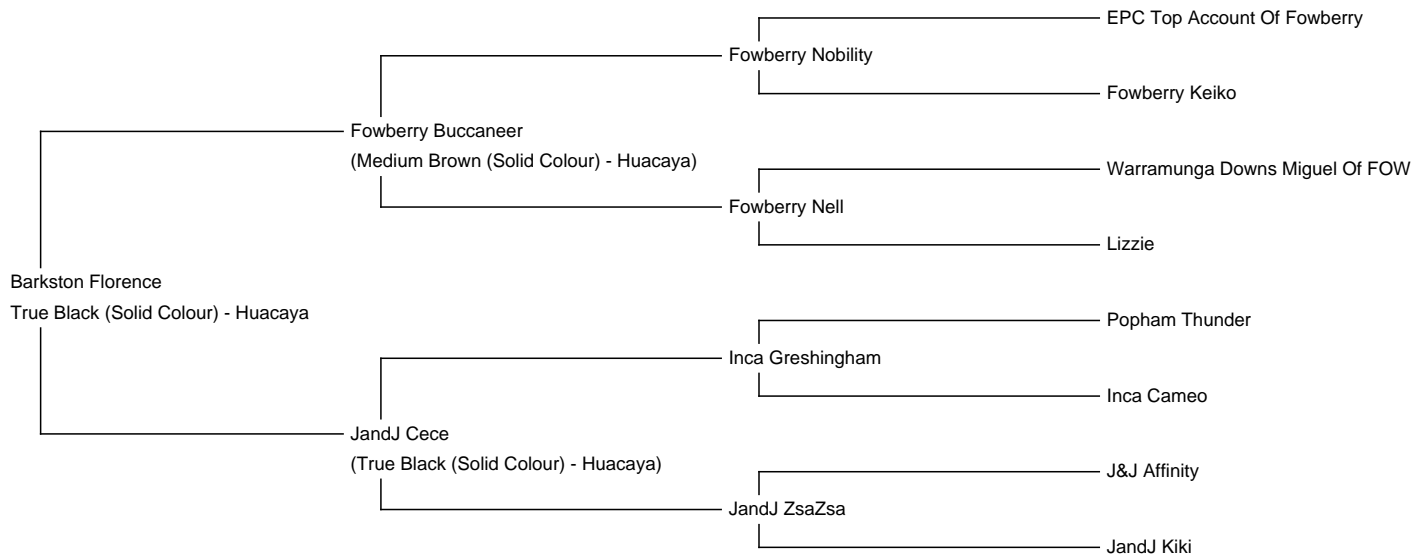 EPC Top Account Of Fowberry
Fowberry Nobility
Fowberry Keiko
Fowberry Buccaneer
(Medium Brown (Solid Colour) - Huacaya)
Warramunga Downs Miguel Of FOW
Fowberry Nell
Lizzie
Barkston Florence
True Black (Solid Colour) - Huacaya
Popham Thunder
Inca Greshingham
Inca Cameo
JandJ Cece
(True Black (Solid Colour) - Huacaya)
J&J Affinity
JandJ ZsaZsa
JandJ Kiki